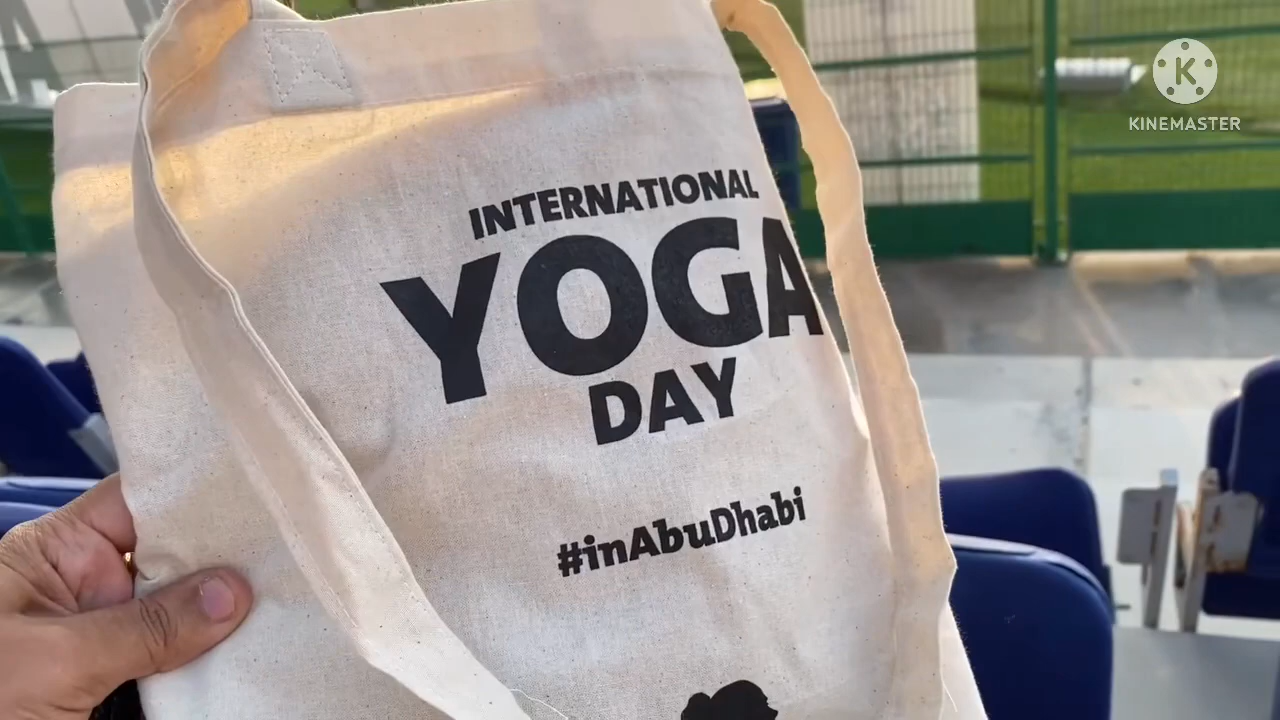 K
KINEMASTER
INTERNATIONAL
YOGA
DAY
#inAbuDhabi